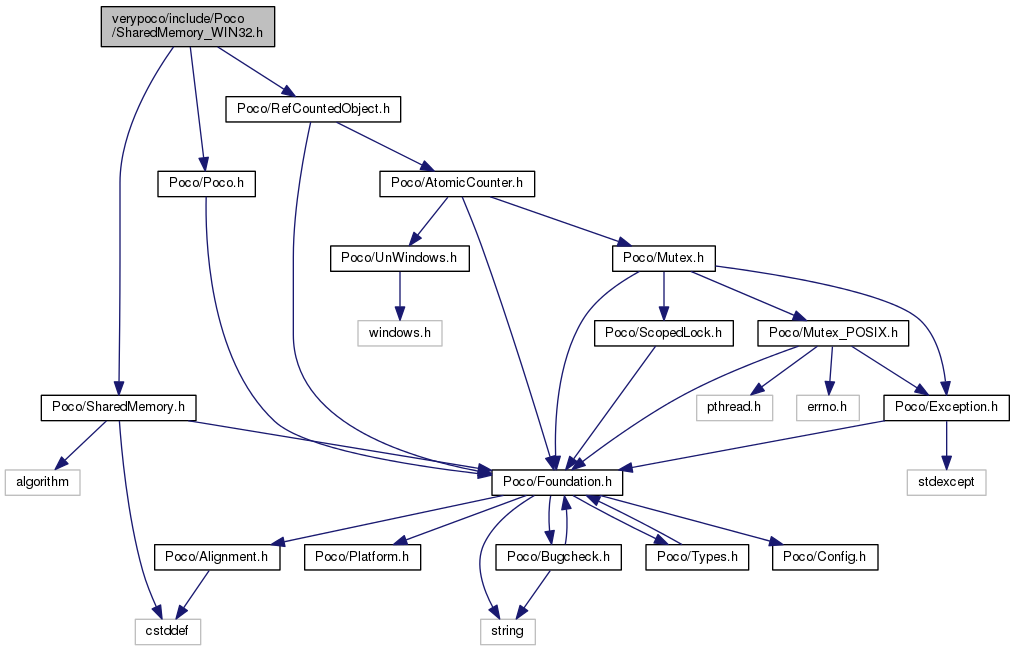 verypoco/include/Poco
/SharedMemory_WIN32.h
Poco/RefCountedObject.h
Poco/Poco.h
Poco/AtomicCounter.h
Poco/UnWindows.h
Poco/Mutex.h
windows.h
Poco/ScopedLock.h
Poco/Mutex_POSIX.h
Poco/SharedMemory.h
pthread.h
errno.h
Poco/Exception.h
algorithm
Poco/Foundation.h
stdexcept
Poco/Alignment.h
Poco/Platform.h
Poco/Bugcheck.h
Poco/Types.h
Poco/Config.h
cstddef
string